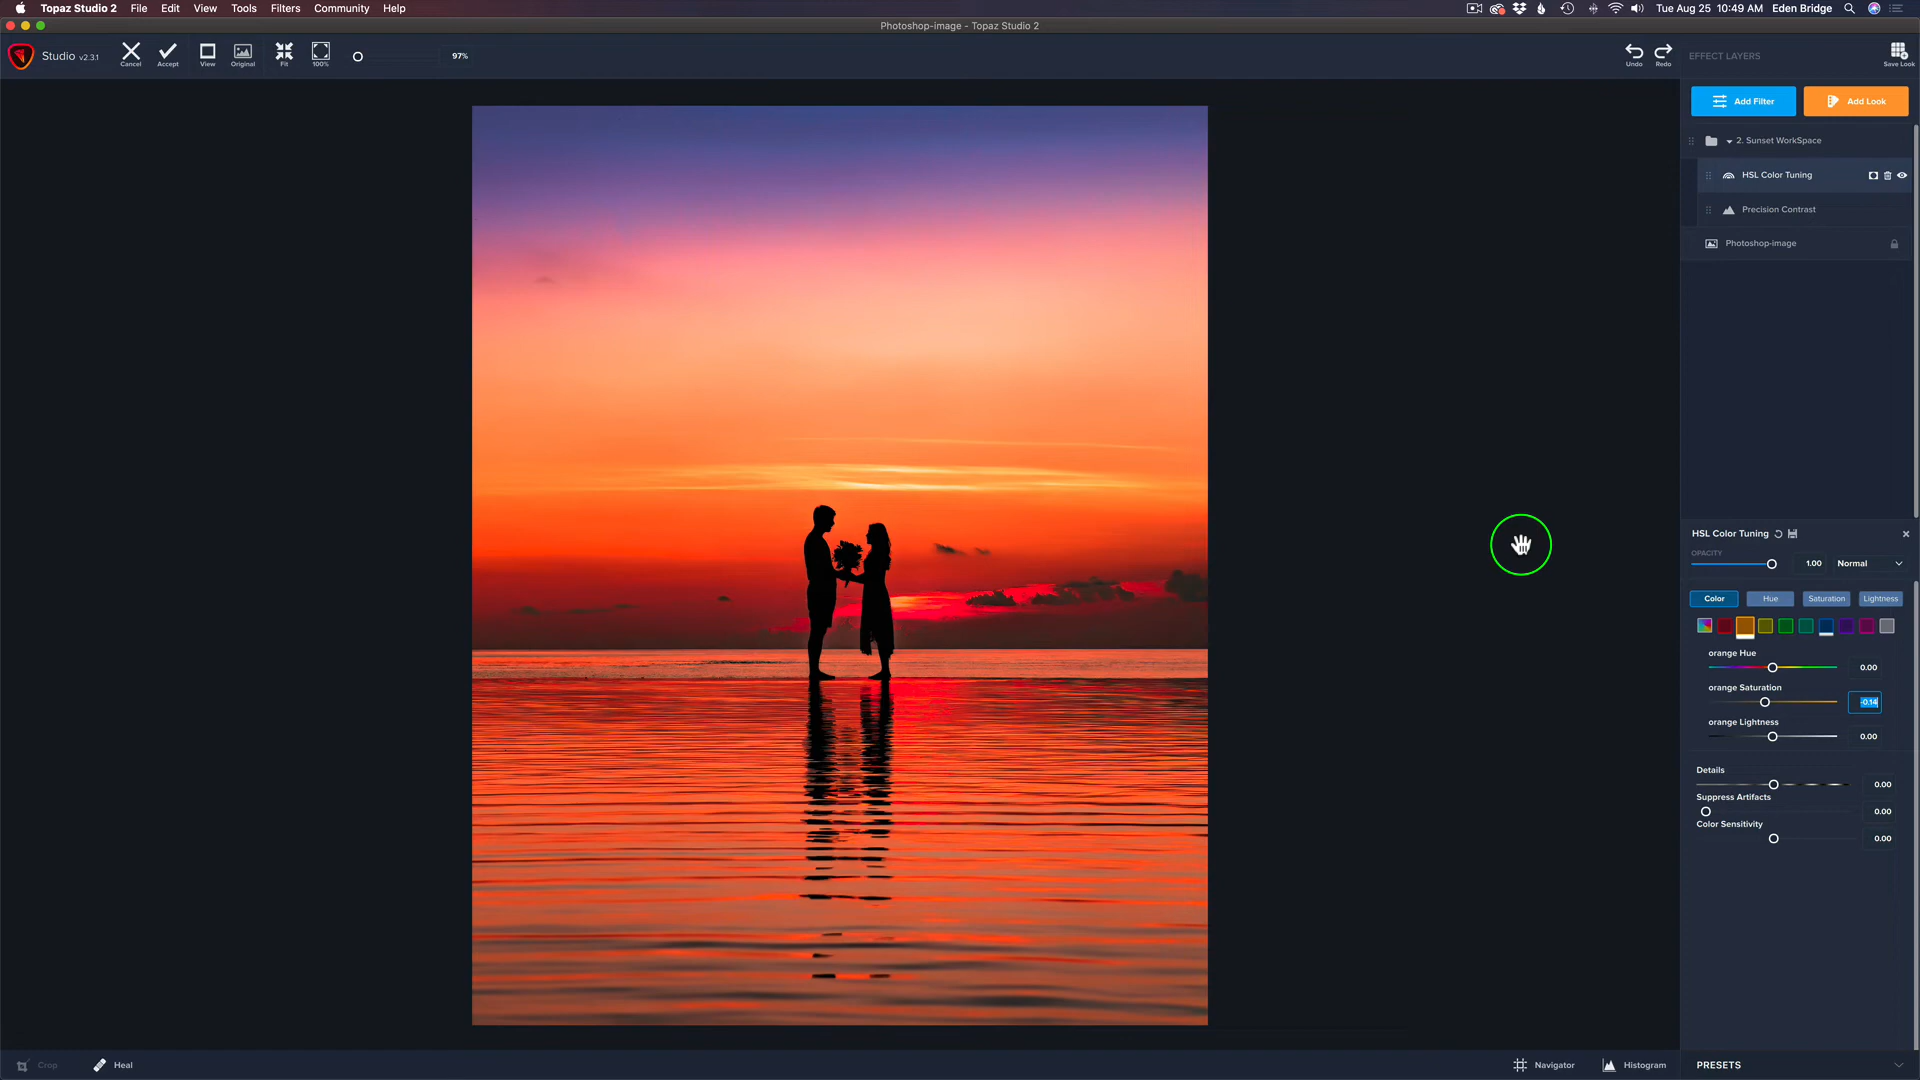 Topaz Studio 2 File Edit View Tools Filters Community Help
Tue Aug 25 10:49 AM Eden Bridge
Photoshop-image - Topaz Studio 2
Studio v2.3.1
Cancel Accept View Original Fit 100% 97% Undo Redo
EFFECT LAYERS
Save Look
Add Filter Add Look
2. Sunset WorkSpace
HSL Color Tuning
Precision Contrast
Photoshop-image
HSL Color Tuning
OPACITY
1.00 Normal
Color Hue Saturation Lightness
orange Hue
0.00
orange Saturation
-0.14
orange Lightness
0.00
Details
0.00
Suppress Artifacts
0.00
Color Sensitivity
0.00
Crop Heal Navigator Histogram PRESETS